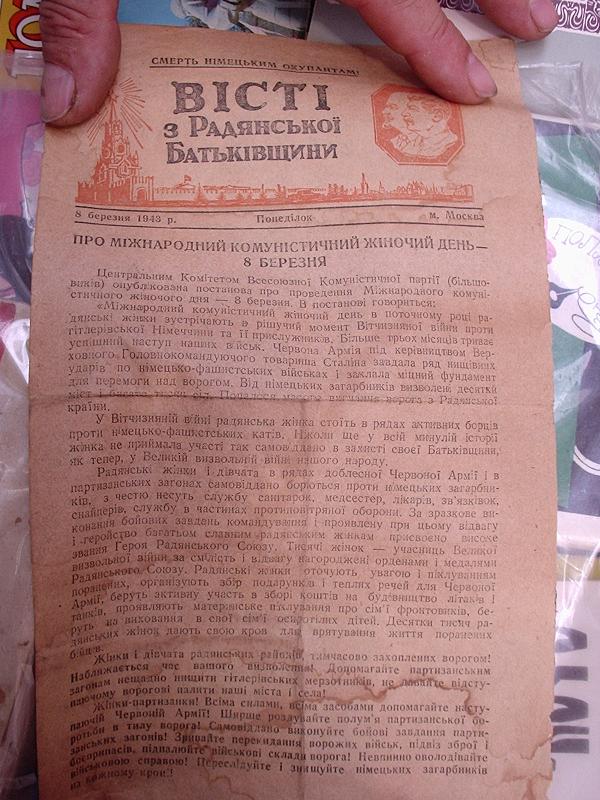 СМЕРТЬ НІМЕЦЬКИМ ОКУПАНТАМ!
ВІСТІ
з Радянської
Батьківщини
8 березня 1943 р. Понеділок м. Москва
ПРО МІЖНАРОДНИЙ КОМУНІСТИЧНИЙ ЖІНОЧИЙ ДЕНЬ—
8 БЕРЕЗНЯ
Центральним Комітетом Всесоюзної Комуністичної партії (більшо-
виків) опублікована постанова про проведення Міжнародного комуні-
стичного жіночого дня — 8 березня. В постанові говориться:
«Міжнародний комуністичний жіночий день в поточному році ра-
дянські жінки зустрічають в рішучий момент Вітчизняної війни проти
гітлерівської Німеччини та її прислужників. Більше трьох місяців триває
успішний наступ наших військ. Червона Армія під керівництвом Вер-
ховного Головнокомандуючого товариша Сталіна завдала ряд нищівних
ударів по німецько-фашистських військах і заклала міцний фундамент
для перемоги над ворогом. Від німецьких загарбників визволені десятки
міст і багато тисяч сіл. Почалося масове вигнання ворога з Радянської
країни.
У Вітчизняній війні радянська жінка стоїть в рядах активних борців
проти німецько-фашистських катів. Ніколи ще у всій минулій історії
жінка не приймала участі так самовіддано в захисті своєї Батьківщини,
як тепер, у Великій визвольній війні нашого народу.
Радянські жінки і дівчата в рядах доблесної Червоної Армії і в
партизанських загонах самовіддано борються проти німецьких загарбни-
ків, з честю несуть службу санітарок, медсестер, лікарів, зв'язківок,
снайперів, службу в частинах протиповітряної оборони. За зразкове ви-
конання бойових завдань командування і проявлену при цьому відвагу
і геройство багатьом славним радянським жінкам присвоєно високе
звання Героя Радянського Союзу. Тисячі жінок — учасниць Великої
визвольної війни за смілість і відвагу нагороджені орденами і медалями
Радянського Союзу. Радянські жінки оточують увагою і піклуванням
поранених, організують збір подарунків і теплих речей для Червоної
Армії, беруть активну участь в зборі коштів на будівництво літаків і
танків, проявляють материнське піклування про сім'ї фронтовиків, бе-
руть на виховання в свої сім'ї осиротілих дітей. Десятки тисяч ра-
дянських жінок дають свою кров для врятування життя поранених
бійців.
Жінки і дівчата радянських районів, тимчасово захоплених ворогом!
Наближається час вашого визволення! Допомагайте партизанським
загонам нещадно нищити гітлерівських мерзотників, не давайте відсту-
паючому ворогові палити наші міста і села!
Жінки-партизанки! Всіма силами, всіма засобами допомагайте насту-
паючій Червоній Армії! Ширше роздувайте полум'я партизанської бо-
ротьби в тилу ворога! Самовіддано виконуйте бойові завдання парти-
занських загонів! Зривайте перекидання ворожих військ, підвіз зброї і
боєприпасів, підпалюйте військові склади ворога! Невпинно оволодівайте
військовою справою! Переслідуйте і знищуйте німецьких загарбників
на кожному кроці!